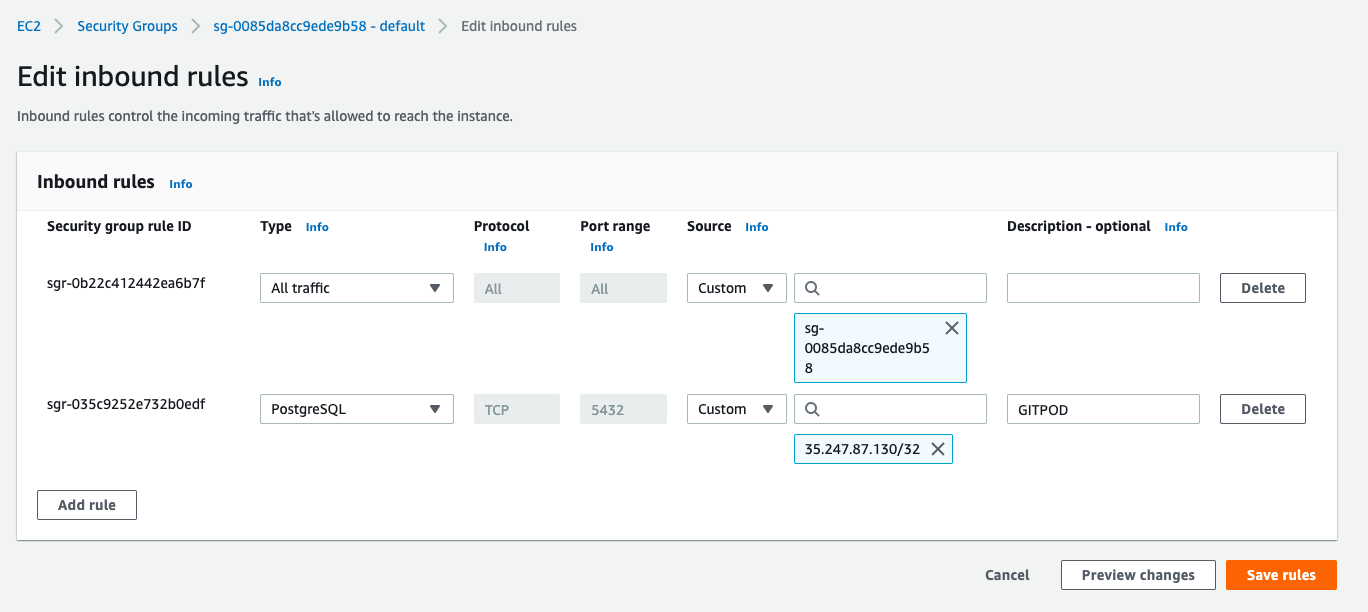 EC2 > Security Groups > sg-0085da8cc9ede9b58 - default > Edit inbound rules
Edit inbound rules Info
Inbound rules control the incoming traffic that's allowed to reach the instance.
Inbound rules Info
Security group rule ID Type Info Protocol Info Port range Info Source Info Description - optional Info
sgr-0b22c412442ea6b7f All traffic All All Custom Delete
sg-
0085da8cc9ede9b5
8
sgr-035c9252e732b0edf PostgreSQL TCP 5432 Custom GITPOD Delete
35.247.87.130/32
Add rule
Cancel Preview changes Save rules